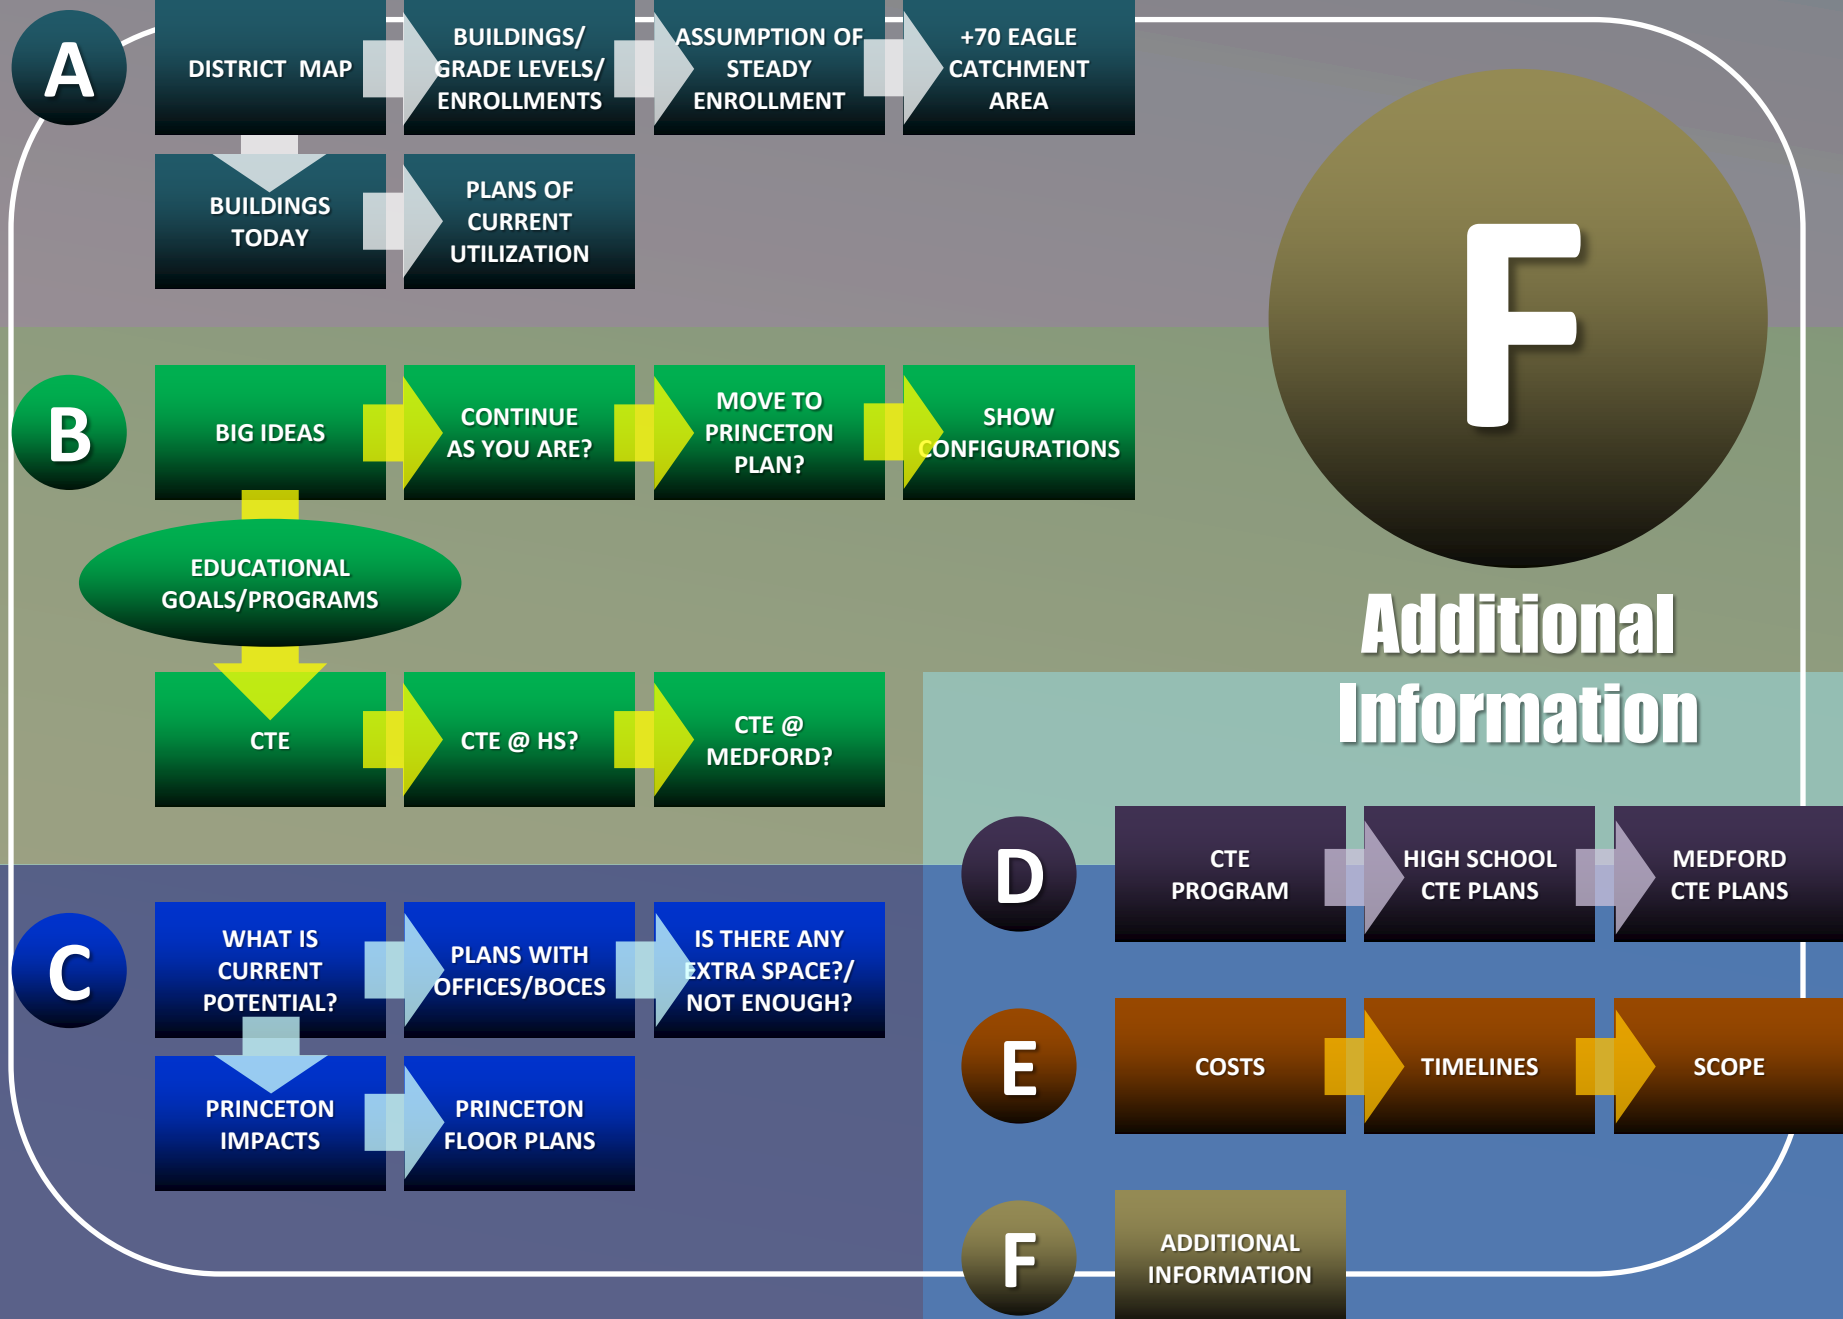 A
DISTRICT MAP
BUILDINGS/
GRADE LEVELS/
ENROLLMENTS
ASSUMPTION OF
STEADY
ENROLLMENT
+70 EAGLE
CATCHMENT
AREA
BUILDINGS
TODAY
PLANS OF
CURRENT
UTILIZATION
F
Additional
Information
B
BIG IDEAS
CONTINUE
AS YOU ARE?
MOVE TO
PRINCETON
PLAN?
SHOW
CONFIGURATIONS
EDUCATIONAL
GOALS/PROGRAMS
CTE
CTE @ HS?
CTE @
MEDFORD?
C
WHAT IS
CURRENT
POTENTIAL?
PLANS WITH
OFFICES/BOCES
IS THERE ANY
EXTRA SPACE?/
NOT ENOUGH?
PRINCETON
IMPACTS
PRINCETON
FLOOR PLANS
D
CTE
PROGRAM
HIGH SCHOOL
CTE PLANS
MEDFORD
CTE PLANS
E
COSTS
TIMELINES
SCOPE
F
ADDITIONAL
INFORMATION